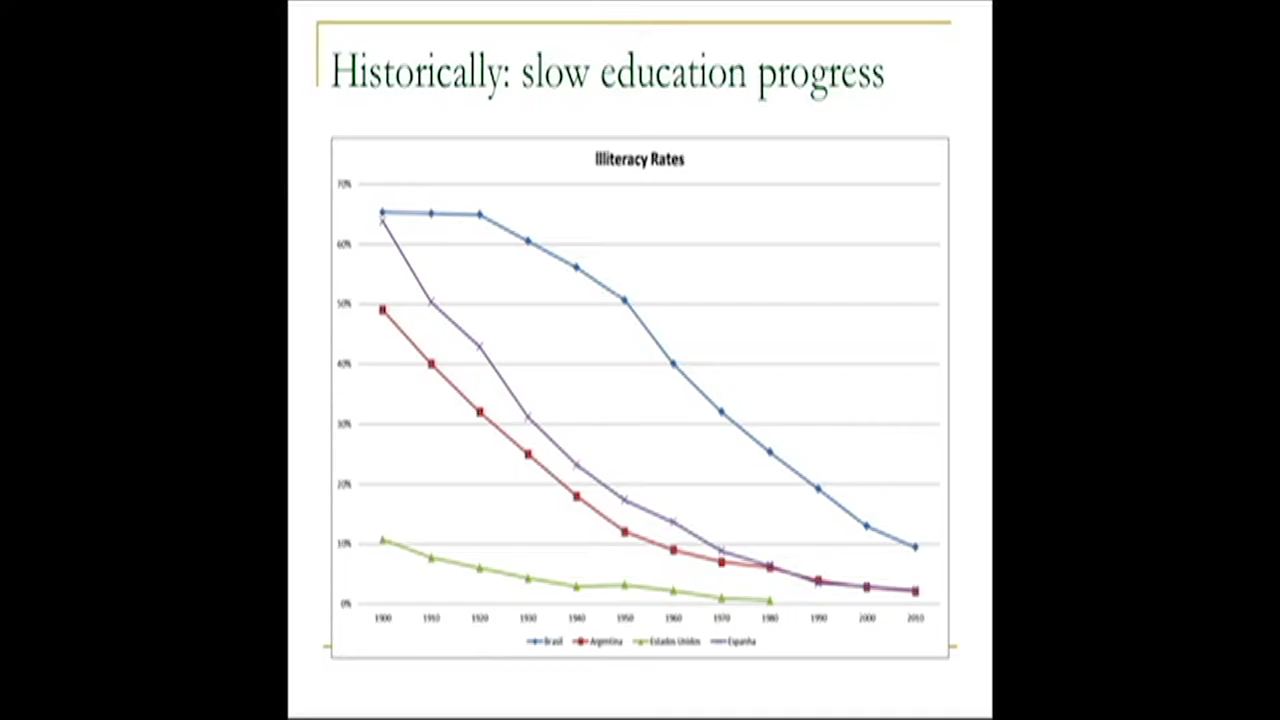 Historically: slow education progress
Illiteracy Rates
70%
60%
50%
40%
30%
20%
10%
0%
1900 1910 1920 1930 1940 1950 1960 1970 1980 1990 2000 2010
Brasil Argentina Estados Unidos Espanha